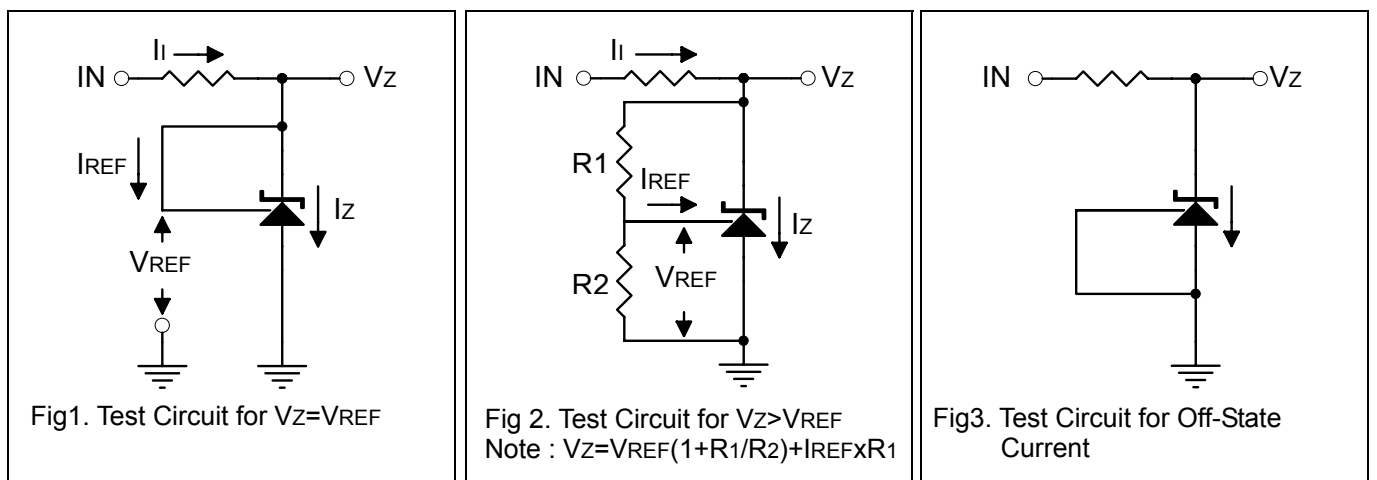 II
IN
VZ
IREF
IZ
VREF
Fig1. Test Circuit for VZ=VREF
II
IN
VZ
R1
IREF
IZ
R2
VREF
Fig 2. Test Circuit for VZ>VREF
Note : VZ=VREF(1+R1/R2)+IREFxR1
IN
VZ
Fig3. Test Circuit for Off-State
Current